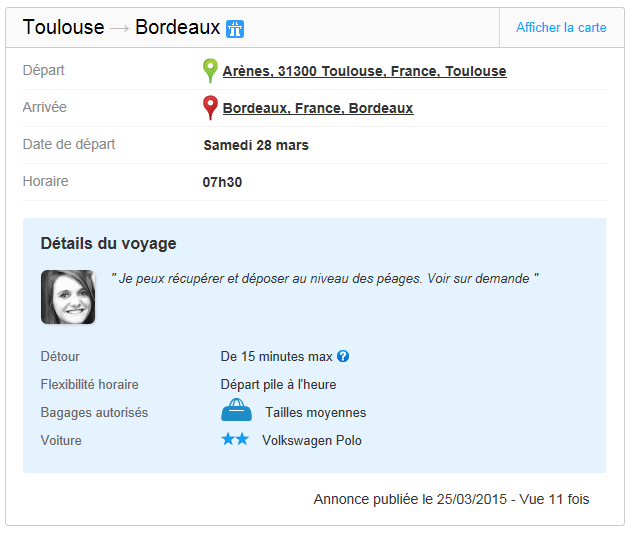 Toulouse → Bordeaux
Afficher la carte
Départ Arènes, 31300 Toulouse, France, Toulouse
Arrivée Bordeaux, France, Bordeaux
Date de départ Samedi 28 mars
Horaire 07h30
Détails du voyage
" Je peux récupérer et déposer au niveau des péages. Voir sur demande "
Détour De 15 minutes max ?
Flexibilité horaire Départ pile à l'heure
Bagages autorisés Tailles moyennes
Voiture Volkswagen Polo
Annonce publiée le 25/03/2015 - Vue 11 fois